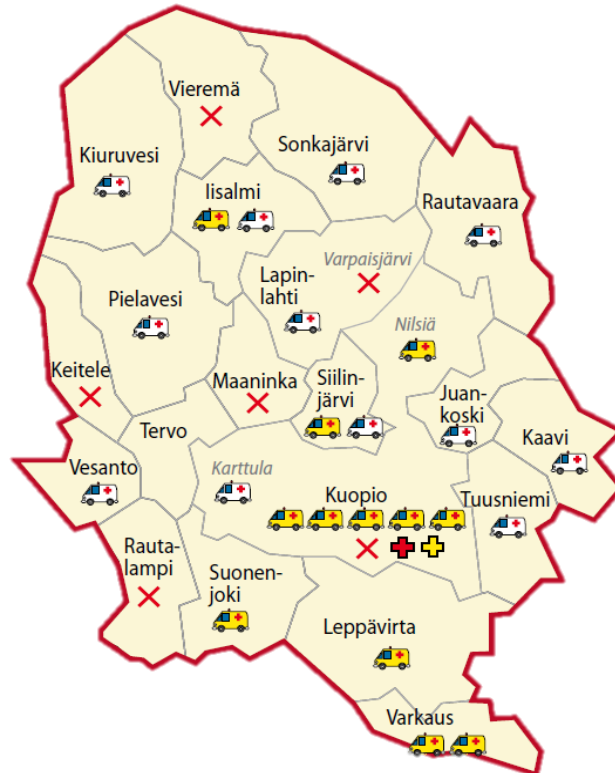 Vieremä
Kiuruvesi
Sonkajärvi
Iisalmi
Rautavaara
Varpaisjärvi
Lapin-
lahti
Pielavesi
Nilsiä
Keitele
Maaninka
Siilin-
järvi
Juan-
koski
Kaavi
Tervo
Vesanto
Karttula
Kuopio
Tuusniemi
Rauta-
lampi
Suonen-
joki
Leppävirta
Varkaus